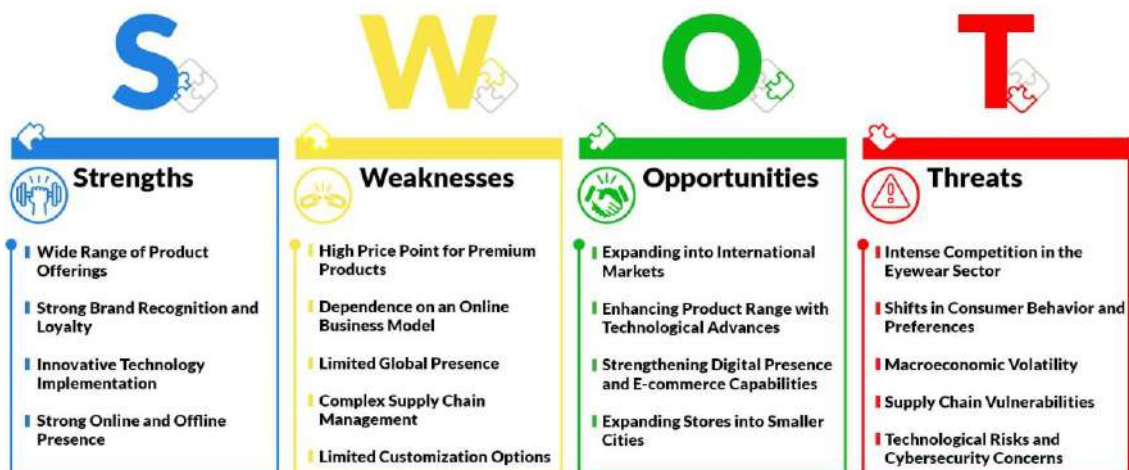 S
W
O
T
Strengths
Wide Range of Product
Offerings
Strong Brand Recognition and
Loyalty
Innovative Technology
Implementation
Strong Online and Offline
Presence
Weaknesses
High Price Point for Premium
Products
Dependence on an Online
Business Model
Limited Global Presence
Complex Supply Chain
Management
Limited Customization Options
Opportunities
Expanding into International
Markets
Enhancing Product Range with
Technological Advances
Strengthening Digital Presence
and E-commerce Capabilities
Expanding Stores into Smaller
Cities
Threats
Intense Competition in the
Eyewear Sector
Shifts in Consumer Behavior and
Preferences
Macroeconomic Volatility
Supply Chain Vulnerabilities
Technological Risks and
Cybersecurity Concerns